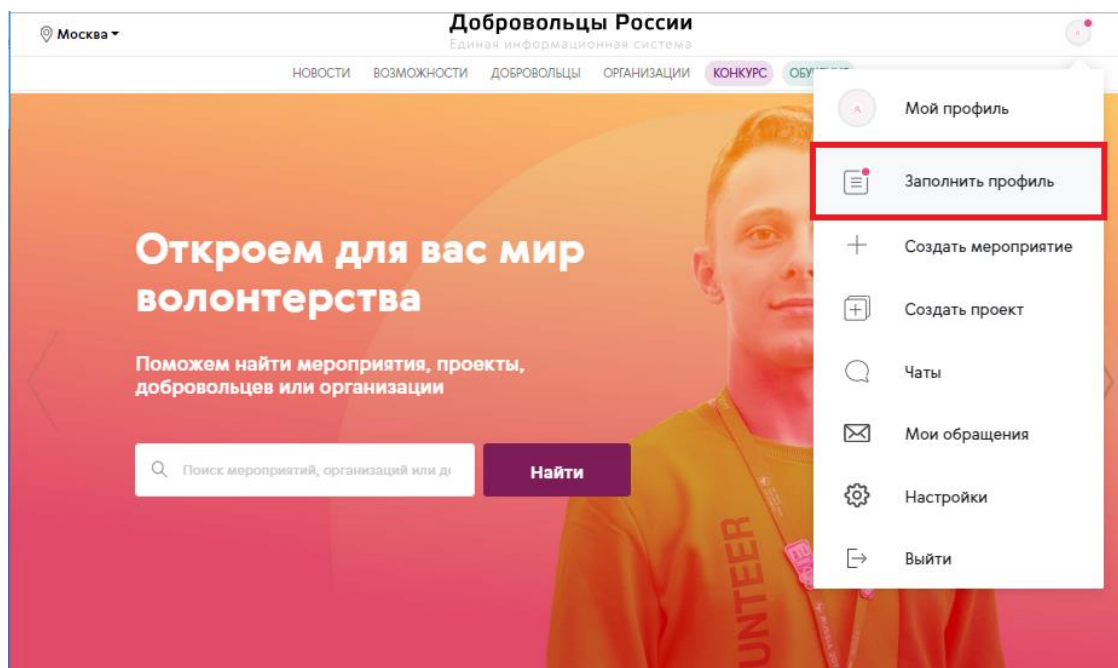 Москва
Добровольцы России
Единая информационная система
НОВОСТИ ВОЗМОЖНОСТИ ДОБРОВОЛЬЦЫ ОРГАНИЗАЦИИ КОНКУРС
Мой профиль
Заполнить профиль
Создать мероприятие
Создать проект
Чаты
Мои обращения
Настройки
Выйти
Откроем для вас мир
волонтерства
Поможем найти мероприятия, проекты,
добровольцев или организации
Поиск мероприятий, организаций или до
Найти
UNTEER